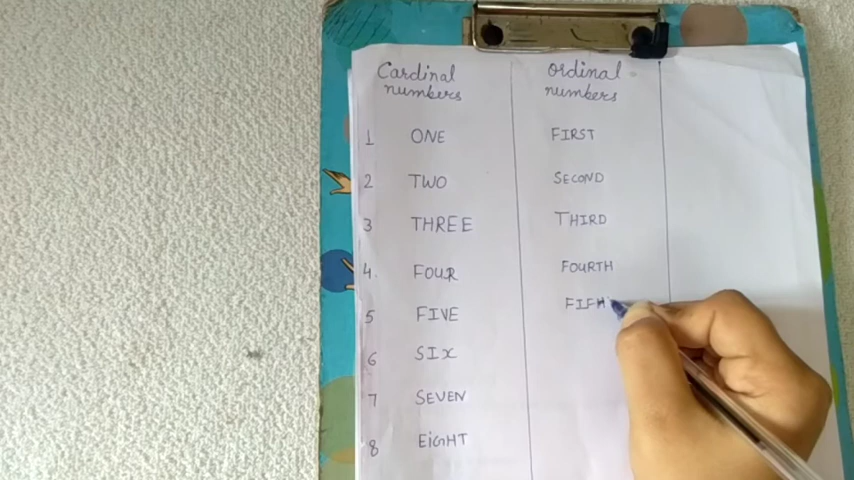 Cardinal numbers Ordinal numbers
1 ONE FIRST
2 TWO SECOND
3 THREE THIRD
4. FOUR FOURTH
5 FIVE
6 SIX
7 SEVEN
8 EIGHT